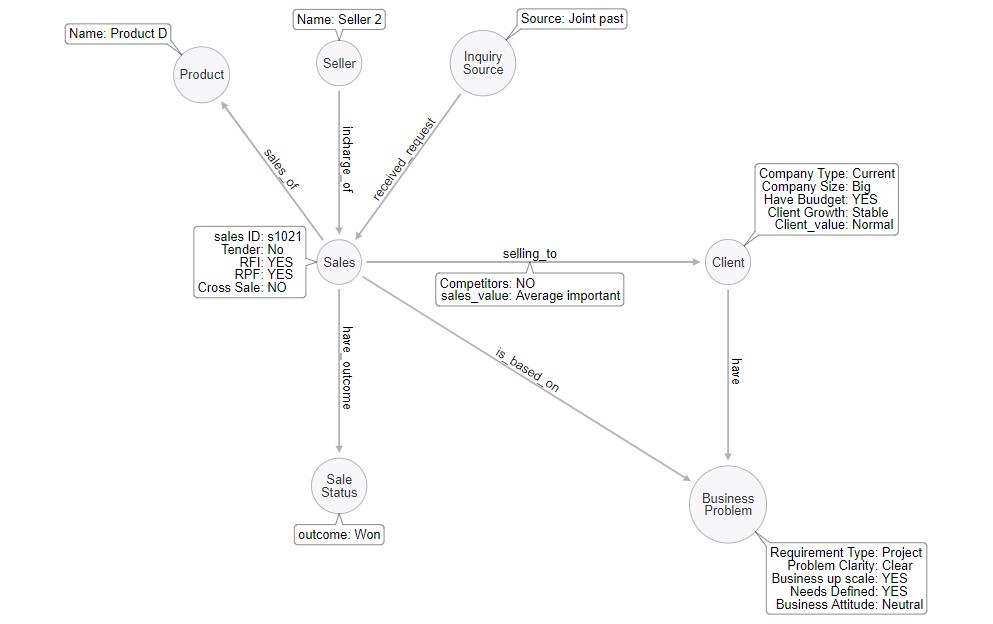 Name: Product D
Name: Seller 2
Source: Joint past
Product
Seller
Inquiry
Source
sales_of
incharge_of
received_request
Company Type: Current
Company Size: Big
Have Buudget: YES
Client Growth: Stable
Client_value: Normal
sales ID: s1021
Tender: No
RFI: YES
RPF: YES
Cross Sale: NO
Sales
selling_to
Client
Competitors: NO
sales_value: Average important
have_outcome
is_based_on
have
Sale
Status
outcome: Won
Business
Problem
Requirement Type: Project
Problem Clarity: Clear
Business up scale: YES
Needs Defined: YES
Business Attitude: Neutral